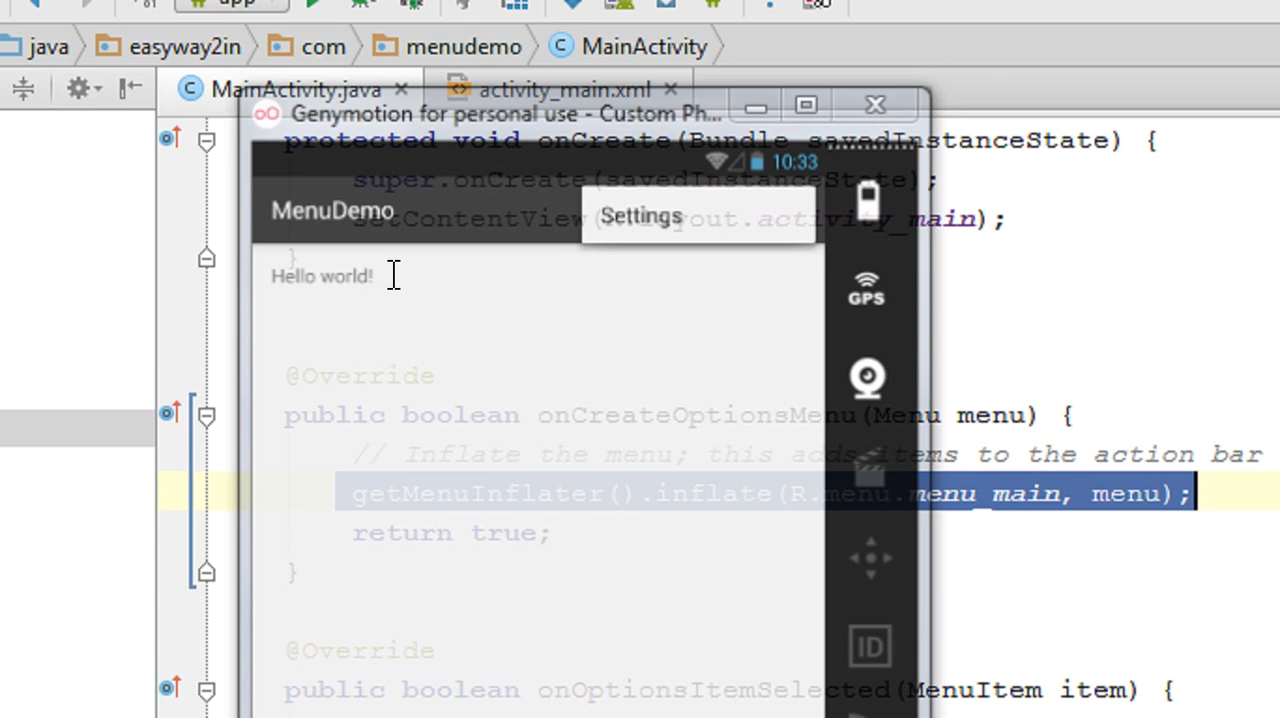 app
java easyway2in com menudemo MainActivity
MainActivity.java activity_main.xml
Genymotion for personal use - Custom Ph...
protected void onCreate(Bundle savedInstanceState) {
10:33
super.onCreate(savedInstanceState);
MenuDemo
Settings
setContentView(R.layout.activity_main);
}
Hello world!
GPS
@Override
public boolean onCreateOptionsMenu(Menu menu) {
// Inflate the menu; this adds items to the action bar
getMenuInflater().inflate(R.menu.menu_main, menu);
return true;
}
ID
@Override
public boolean onOptionsItemSelected(MenuItem item) {